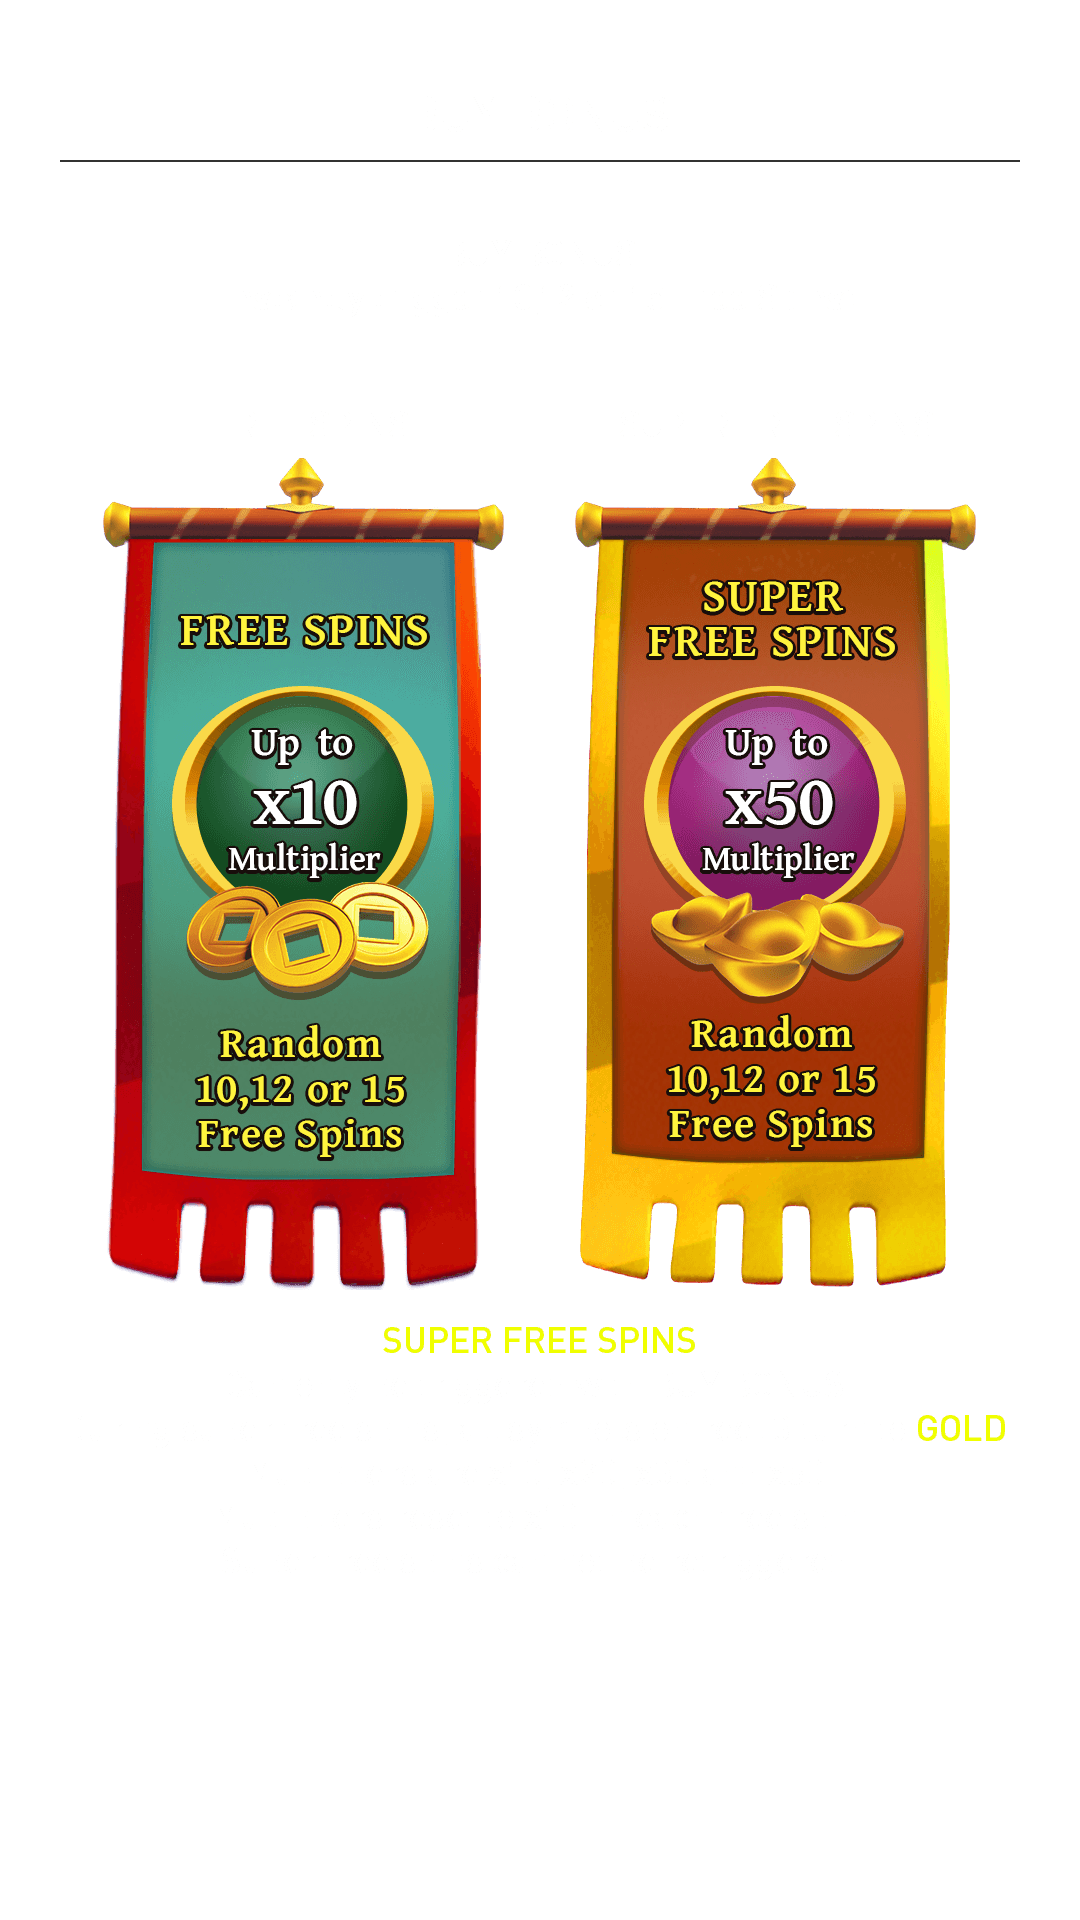 FREE SPINS
Up to
x10
Multiplier
Random
10,12 or 15
Free Spins
SUPER
FREE SPINS
Up to
x50
Multiplier
Random
10,12 or 15
Free Spins
SUPER FREE SPINS
GOLD